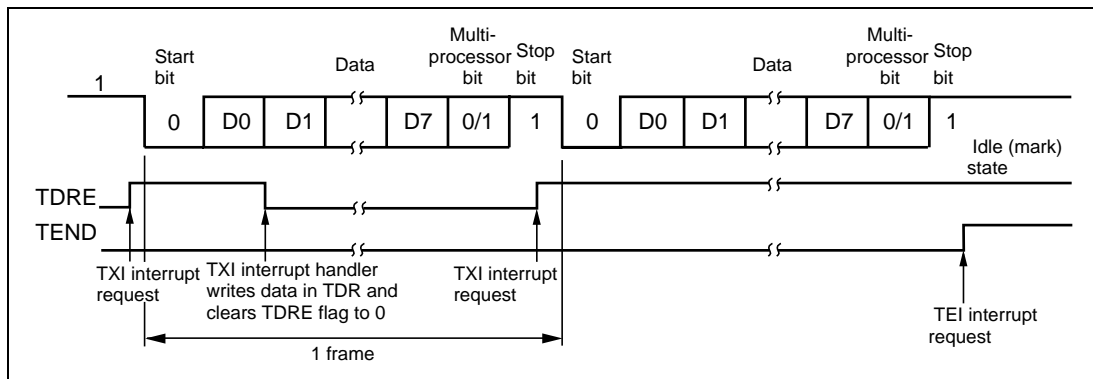 1
Start
bit
Data
Multi-
processor
bit
Stop
bit
Start
bit
Data
Multi-
processor
bit
Stop
bit
0 D0 D1 D7 0/1 1 0 D0 D1 D7 0/1 1
Idle (mark)
state
TDRE
TEND
TXI interrupt
request
TXI interrupt handler
writes data in TDR and
clears TDRE flag to 0
TXI interrupt
request
TEI interrupt
request
1 frame